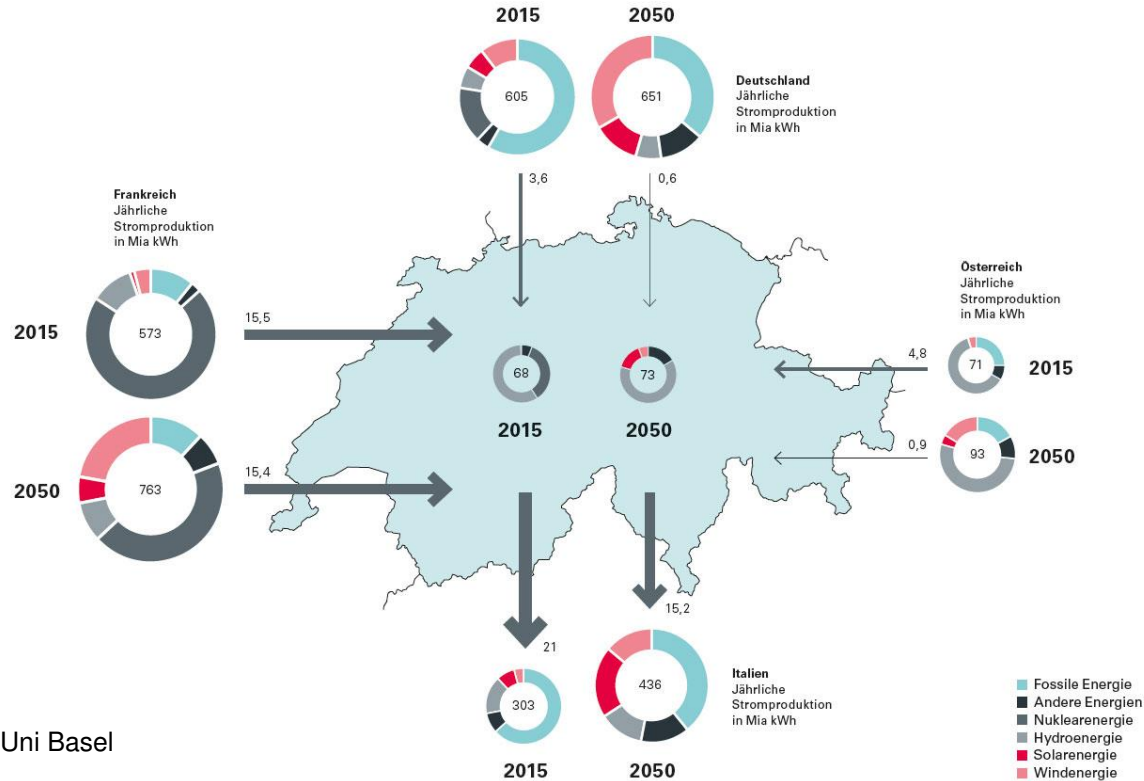 2015
2050
605
651
Deutschland
Jährliche
Stromproduktion
in Mia kWh
3,6
0,6
Frankreich
Jährliche
Stromproduktion
in Mia kWh
2015
573
15,5
2050
763
15,4
68
2015
73
2050
Österreich
Jährliche
Stromproduktion
in Mia kWh
4,8
71
2015
0,9
93
2050
21
303
2015
15,2
436
2050
Italien
Jährliche
Stromproduktion
in Mia kWh
Fossile Energie
Andere Energien
Nuklearenergie
Hydroenergie
Solarenergie
Windenergie
Uni Basel